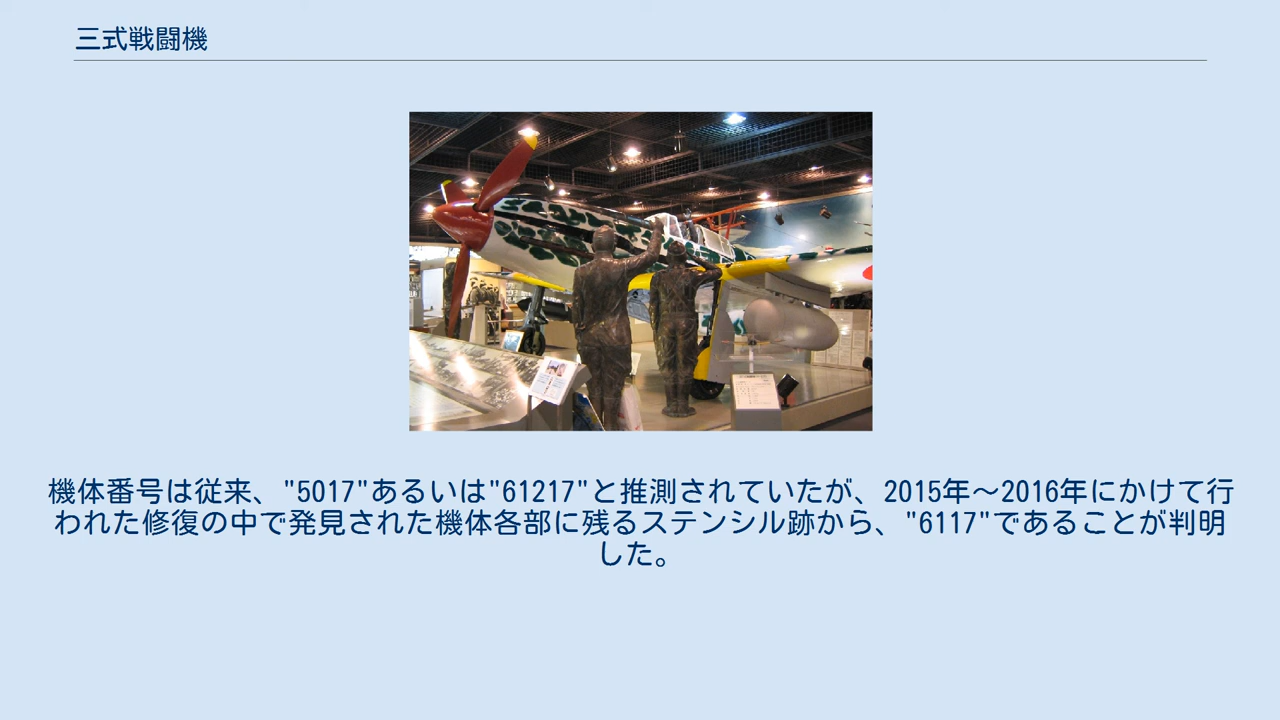 三式戦闘機
機体番号は従来、"5017"あるいは"61217"と推測されていたが、2015年～2016年にかけて行
われた修復の中で発見された機体各部に残るステンシル跡から、"6117"であることが判明
した。